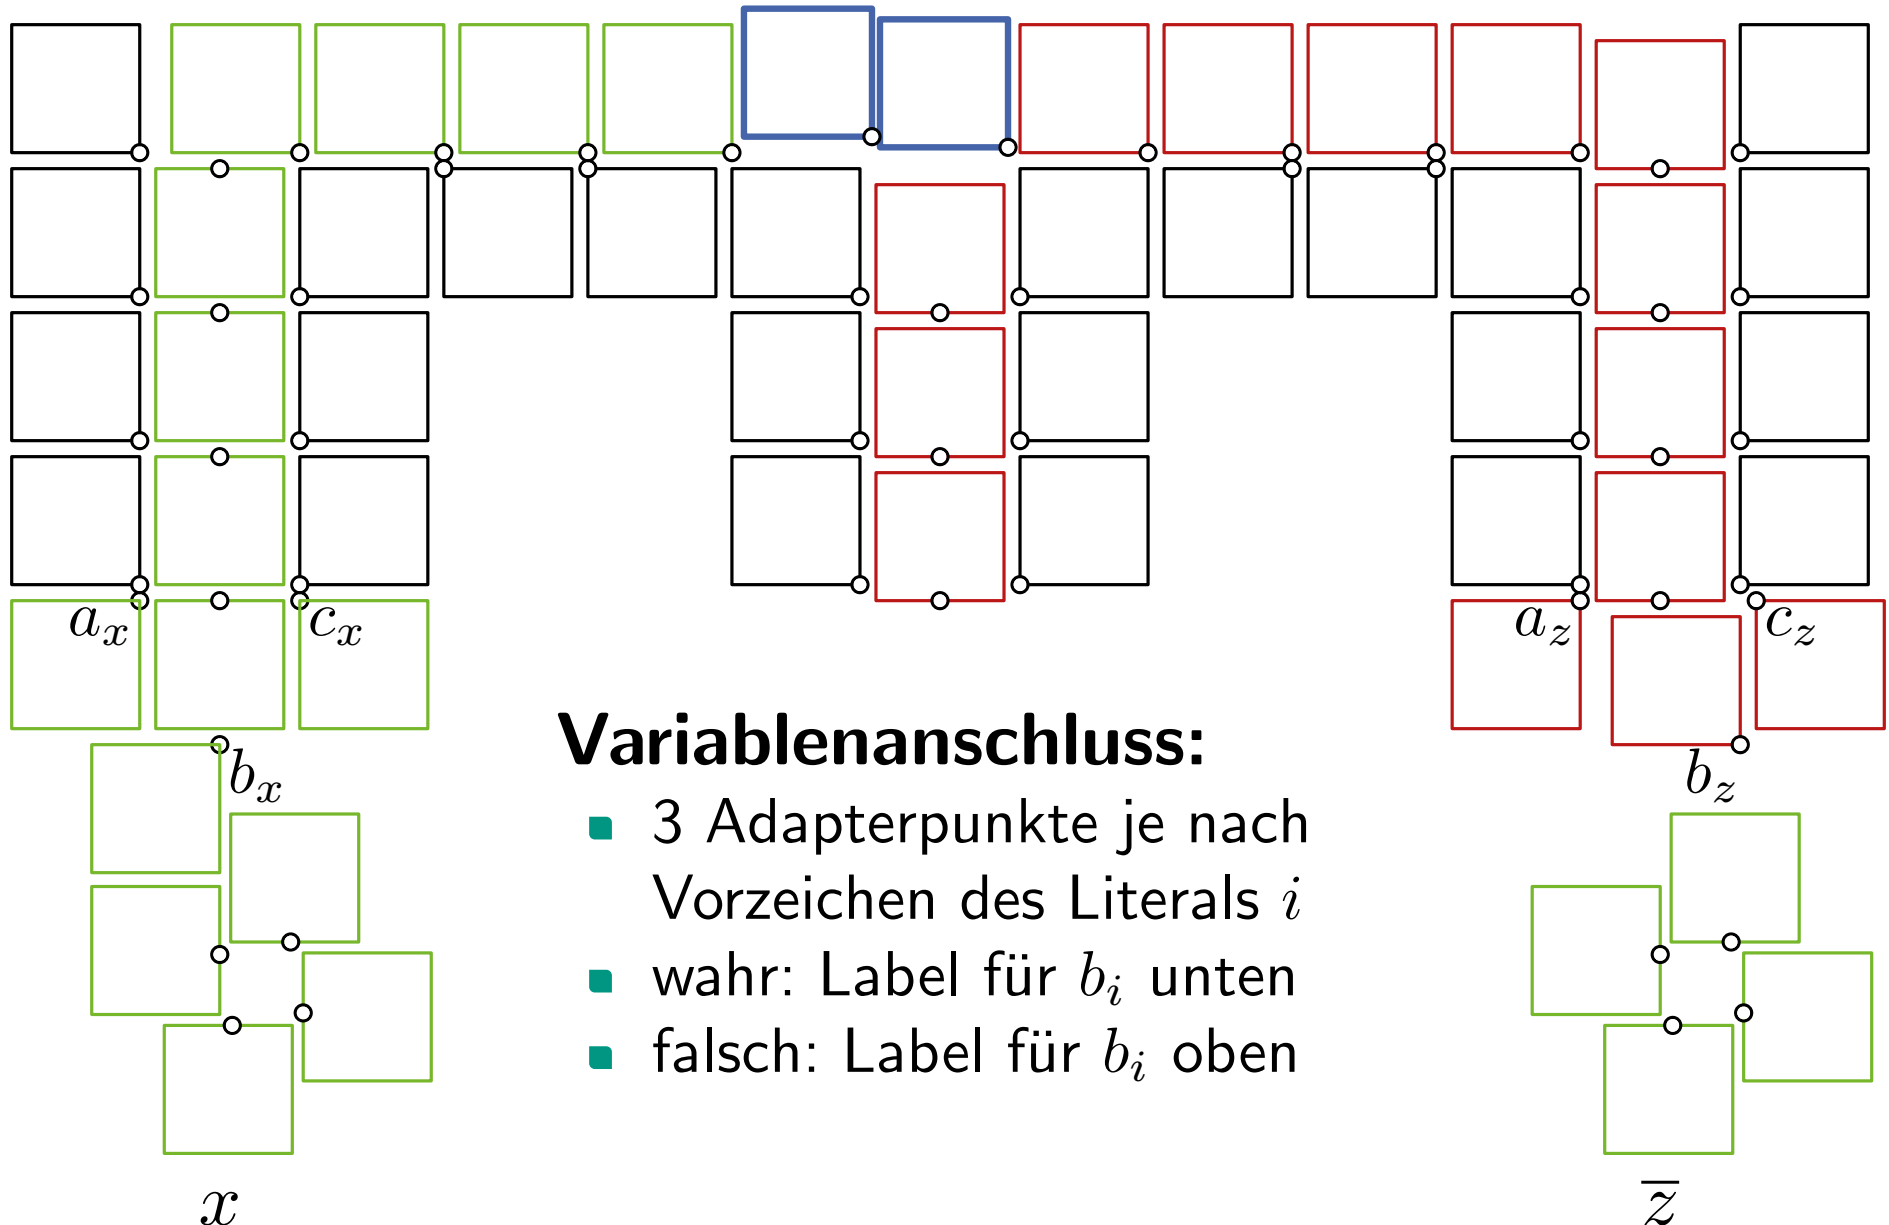 a_x
c_x
a_z
c_z
Variablenanschluss:
b_x
b_z
3 Adapterpunkte je nach
Vorzeichen des Literals i
wahr: Label für b_i unten
falsch: Label für b_i oben
x
z̅